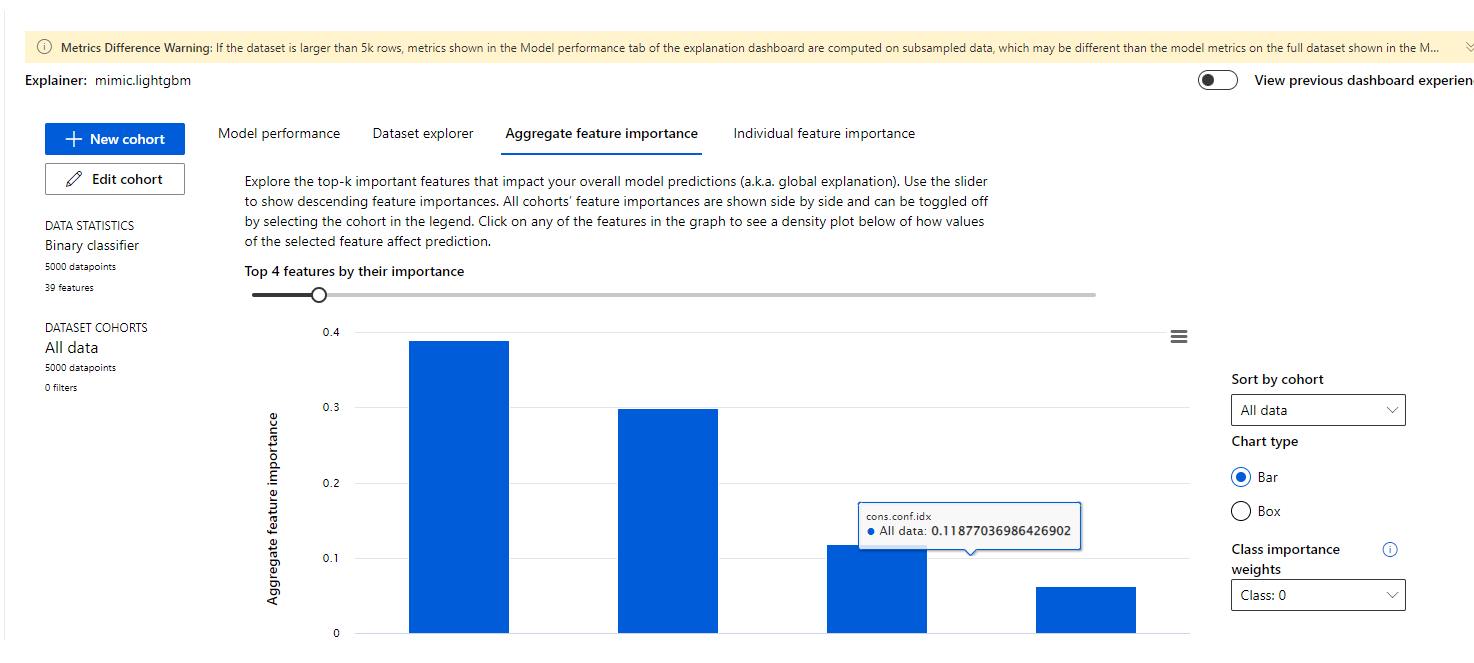 Metrics Difference Warning: If the dataset is larger than 5k rows, metrics shown in the Model performance tab of the explanation dashboard are computed on subsampled data, which may be different than the model metrics on the full dataset shown in the M...
Explainer: mimic.lightgbm
View previous dashboard experien
New cohort
Edit cohort
DATA STATISTICS
Binary classifier
5000 datapoints
39 features
DATASET COHORTS
All data
5000 datapoints
0 filters
Model performance
Dataset explorer
Aggregate feature importance
Individual feature importance
Explore the top-k important features that impact your overall model predictions (a.k.a. global explanation). Use the slider
to show descending feature importances. All cohorts' feature importances are shown side by side and can be toggled off
by selecting the cohort in the legend. Click on any of the features in the graph to see a density plot below of how values
of the selected feature affect prediction.
Top 4 features by their importance
Aggregate feature importance
0.4
0.3
0.2
0.1
0
cons.conf.idx
All data: 0.11877036986426902
Sort by cohort
All data
Chart type
Bar
Box
Class importance
weights
Class: 0